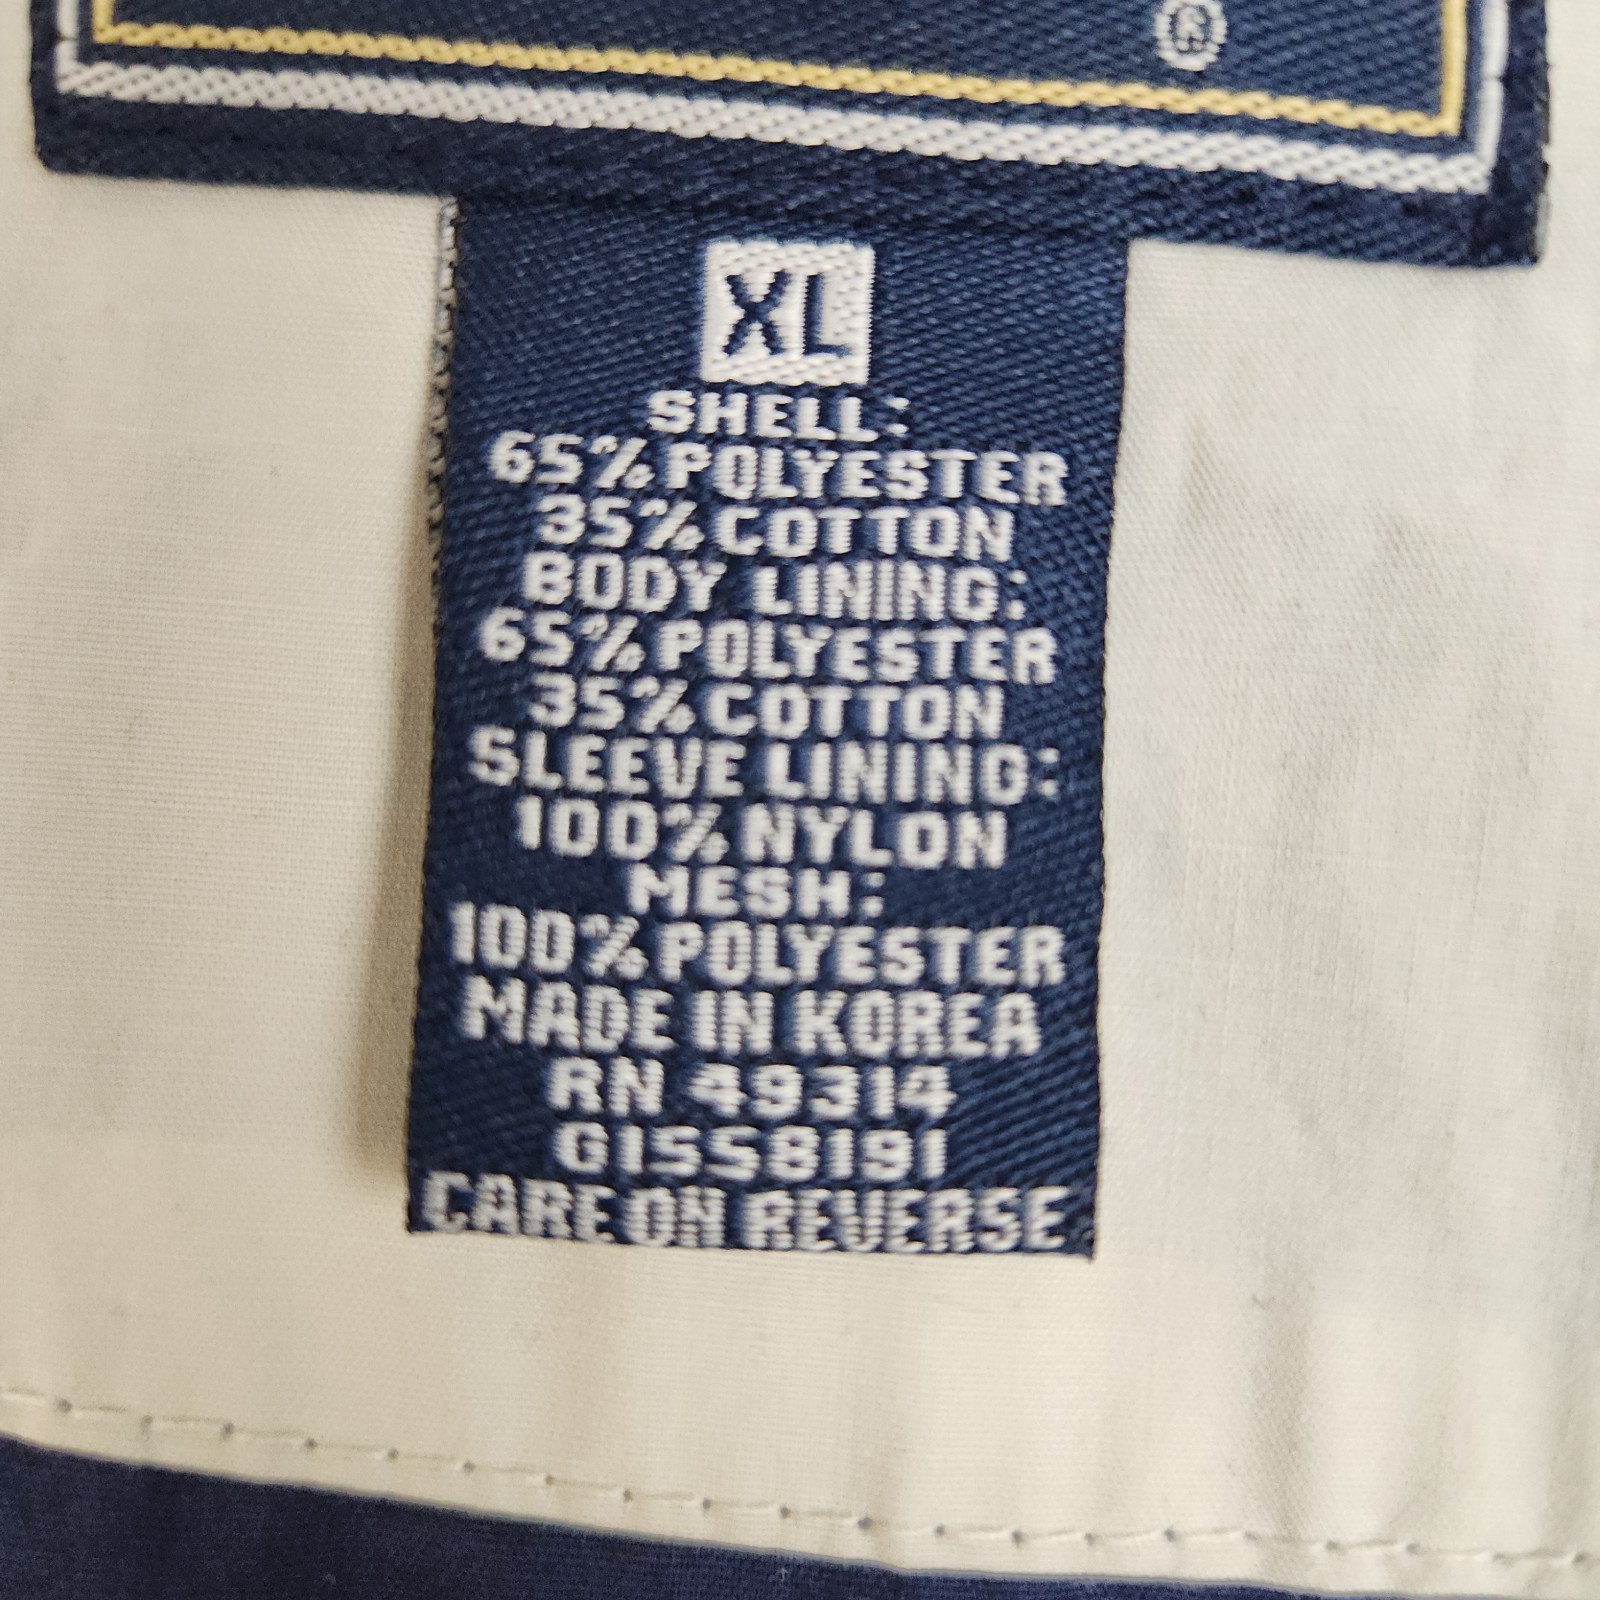 ®
XL
SHELL:
65% POLYESTER
35% COTTON
BODY LINING:
65% POLYESTER
35% COTTON
SLEEVE LINING:
100% NYLON
MESH:
100% POLYESTER
MADE IN KOREA
RN 49314
G1558191
CARE ON REVERSE